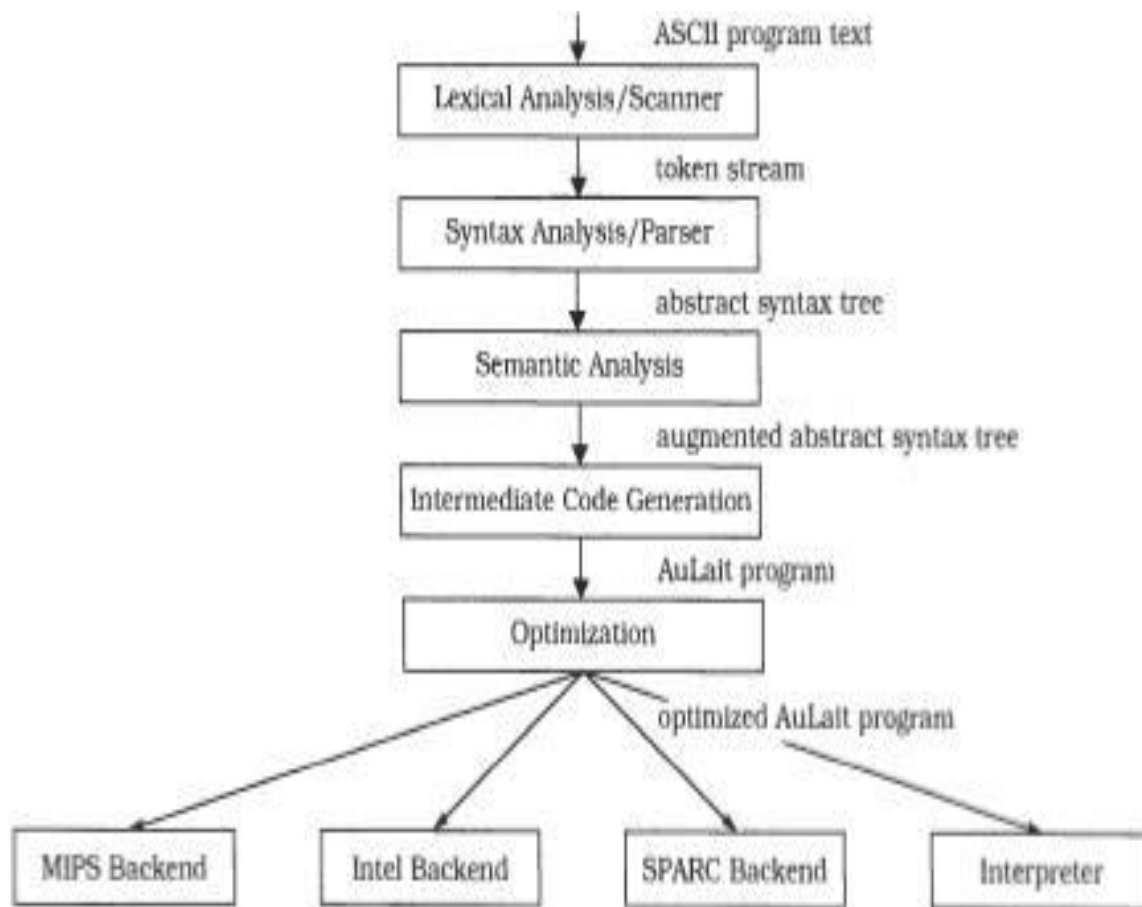 ASCII program text
Lexical Analysis/Scanner
token stream
Syntax Analysis/Parser
abstract syntax tree
Semantic Analysis
augmented abstract syntax tree
Intermediate Code Generation
AuLait program
Optimization
optimized AuLait program
MIPS Backend
Intel Backend
SPARC Backend
Interpreter